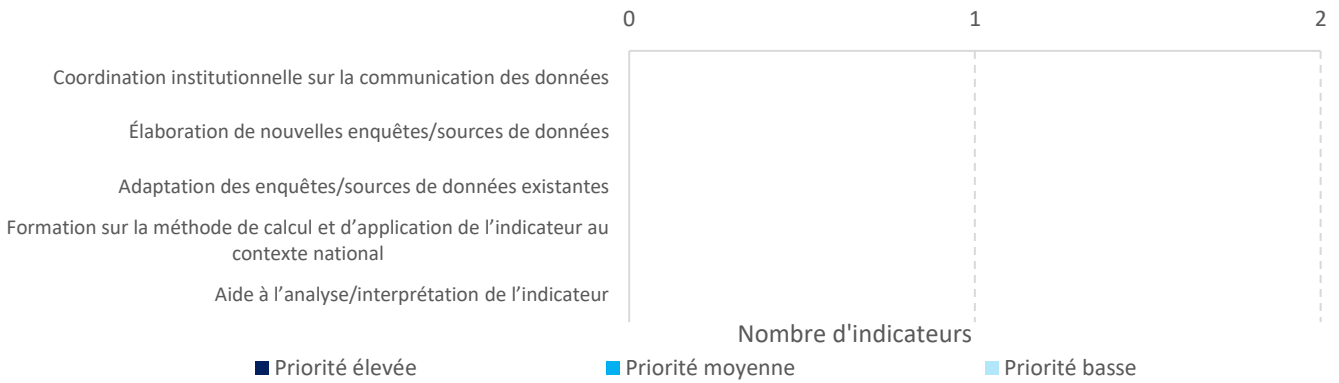 0 1 2
Coordination institutionnelle sur la communication des données
Élaboration de nouvelles enquêtes/sources de données
Adaptation des enquêtes/sources de données existantes
Formation sur la méthode de calcul et d’application de l’indicateur au
contexte national
Aide à l’analyse/interprétation de l’indicateur
Nombre d'indicateurs
Priorité élevée Priorité moyenne Priorité basse